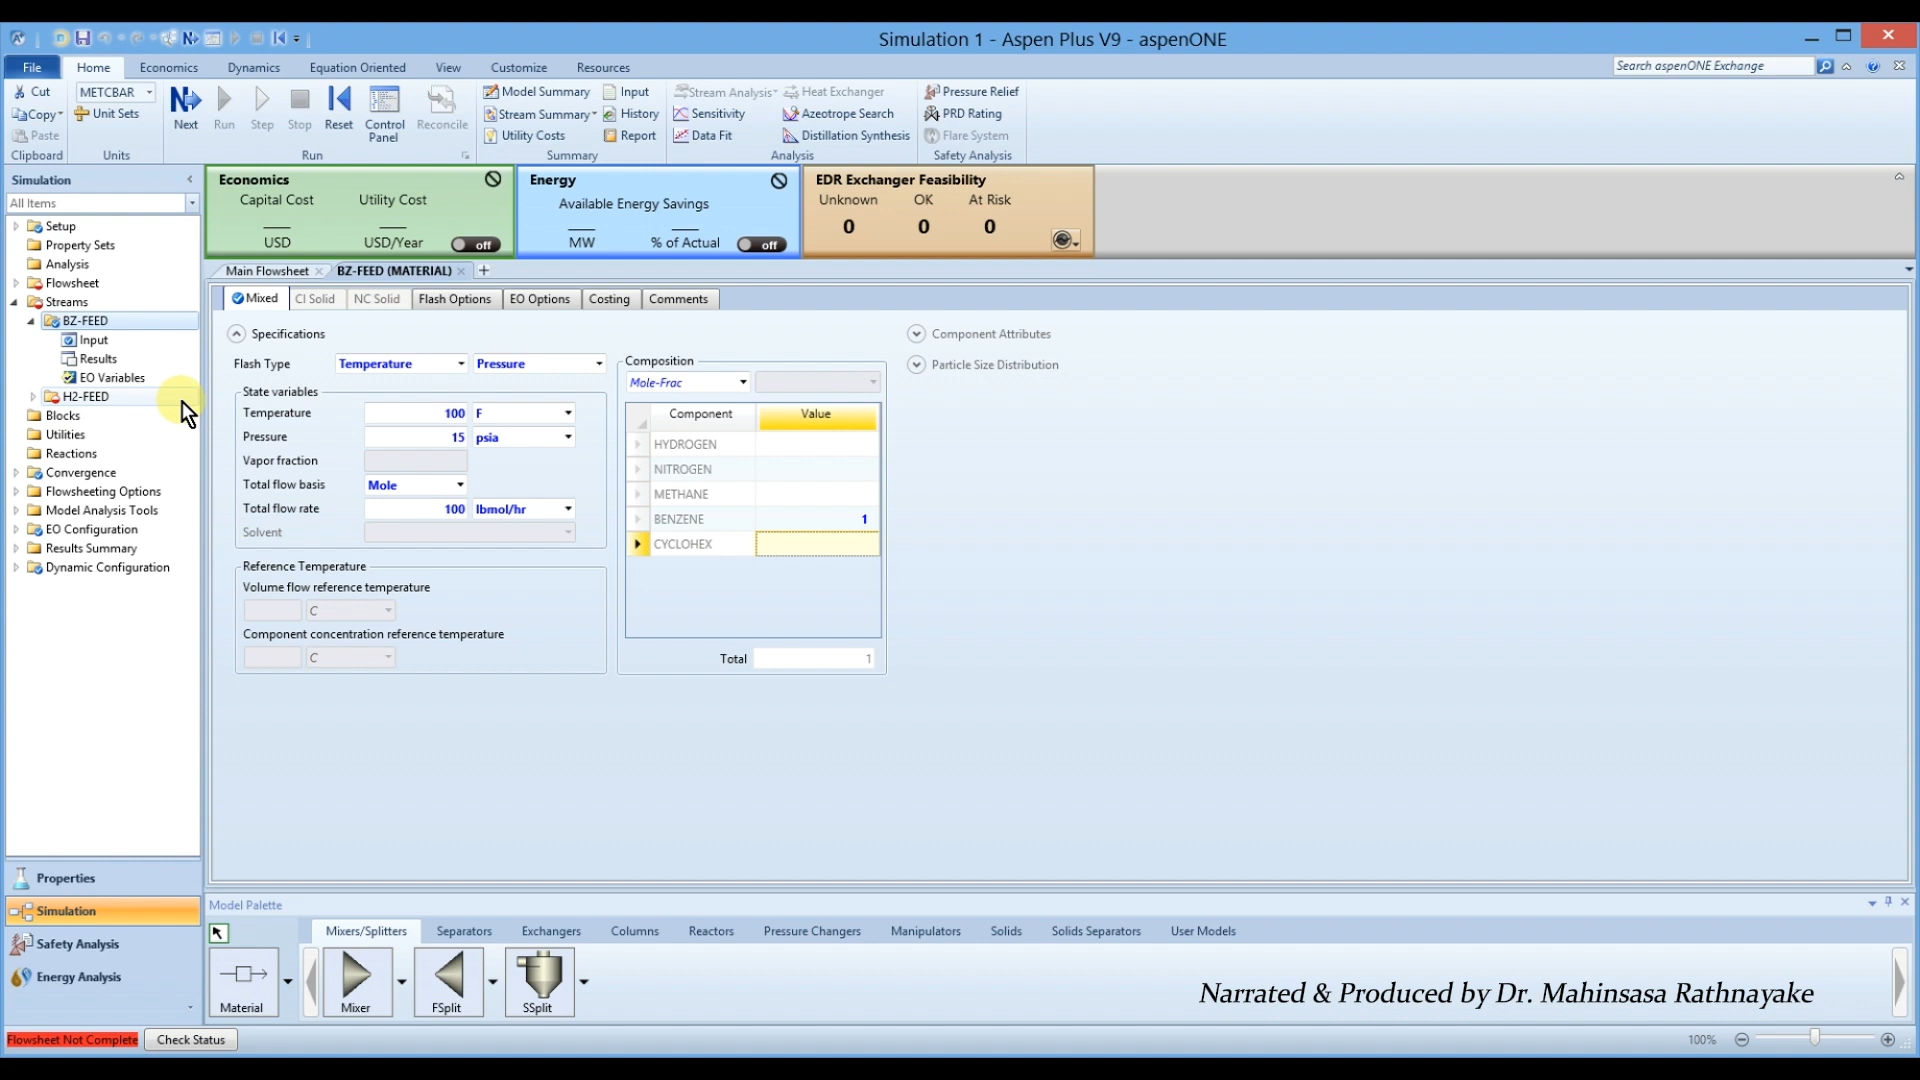 Simulation 1 - Aspen Plus V9 - aspenONE
File Home Economics Dynamics Equation Oriented View Customize Resources Search aspenONE Exchange
Cut METCBAR Model Summary Input Stream Analysis Heat Exchanger Pressure Relief
Copy Unit Sets Next Run Step Stop Reset Control Panel Reconcile Stream Summary History Sensitivity Azeotrope Search PRD Rating
Paste Utility Costs Report Data Fit Distillation Synthesis Flare System
Clipboard Units Run Summary Analysis Safety Analysis
Simulation
All Items
Setup
Property Sets
Analysis
Flowsheet
Streams
BZ-FEED
Input
Results
EO Variables
H2-FEED
Blocks
Utilities
Reactions
Convergence
Flowsheeting Options
Model Analysis Tools
EO Configuration
Results Summary
Dynamic Configuration
Properties
Simulation
Safety Analysis
Energy Analysis
Economics
Capital Cost Utility Cost
USD USD/Year off
Energy
Available Energy Savings
MW % of Actual off
EDR Exchanger Feasibility
Unknown OK At Risk
0 0 0
Main Flowsheet BZ-FEED (MATERIAL)
Mixed CI Solid NC Solid Flash Options EO Options Costing Comments
Specifications
Flash Type Temperature Pressure
State variables
Temperature 100 F
Pressure 15 psia
Vapor fraction
Total flow basis Mole
Total flow rate 100 lbmol/hr
Solvent
Reference Temperature
Volume flow reference temperature
C
Component concentration reference temperature
C
Composition
Mole-Frac
Component Value
HYDROGEN
NITROGEN
METHANE
BENZENE 1
CYCLOHEX
Total 1
Component Attributes
Particle Size Distribution
Model Palette
Mixers/Splitters Separators Exchangers Columns Reactors Pressure Changers Manipulators Solids Solids Separators User Models
Material Mixer FSplit SSplit
Narrated & Produced by Dr. Mahinsasa Rathnayake
Flowsheet Not Complete Check Status 100%